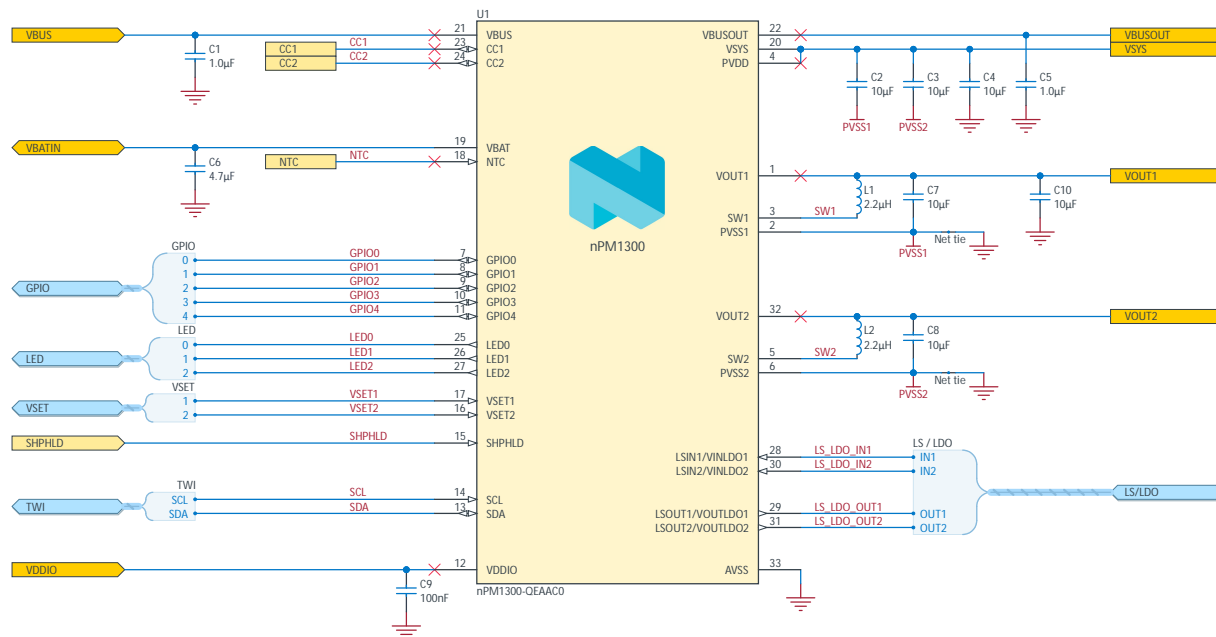 U1
VBUS 21 VBUS VBUSOUT 22 VBUSOUT
CC1 CC1 23 CC1 VSYS 20 VSYS
CC2 CC2 24 CC2 PVDD 4
C1
1.0µF
C2
10µF
C3
10µF
C4
10µF
C5
1.0µF
PVSS1 PVSS2
VBATIN 19 VBAT
NTC NTC 18 NTC
C6
4.7µF
VOUT1 1 VOUT1
L1
2.2µH
C7
10µF
C10
10µF
SW1 3 SW1
PVSS1 2
Net tie
PVSS1
nPM1300
GPIO
GPIO
0 GPIO0 7 GPIO0
1 GPIO1 8 GPIO1
2 GPIO2 9 GPIO2
3 GPIO3 10 GPIO3
4 GPIO4 11 GPIO4
VOUT2 32 VOUT2
L2
2.2µH
C8
10µF
SW2 5 SW2
PVSS2 6
Net tie
PVSS2
LED
LED
0 LED0 25 LED0
1 LED1 26 LED1
2 LED2 27 LED2
VSET
VSET
1 VSET1 17 VSET1
2 VSET2 16 VSET2
SHPHLD SHPHLD 15 SHPHLD
LS / LDO
LSIN1/VINLDO1 28 LS_LDO_IN1 IN1
LSIN2/VINLDO2 30 LS_LDO_IN2 IN2
LS/LDO
LSOUT1/VOUTLDO1 29 LS_LDO_OUT1 OUT1
LSOUT2/VOUTLDO2 31 LS_LDO_OUT2 OUT2
TWI
TWI
SCL SCL 14 SCL
SDA SDA 13 SDA
VDDIO 12 VDDIO AVSS 33
C9
100nF
nPM1300-QEAAC0